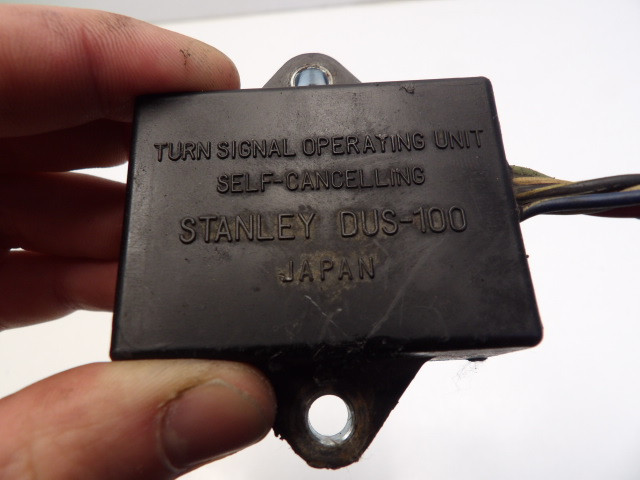 TURN SIGNAL OPERATING UNIT
SELF-CANCELLING
STANLEY DUS-100
JAPAN